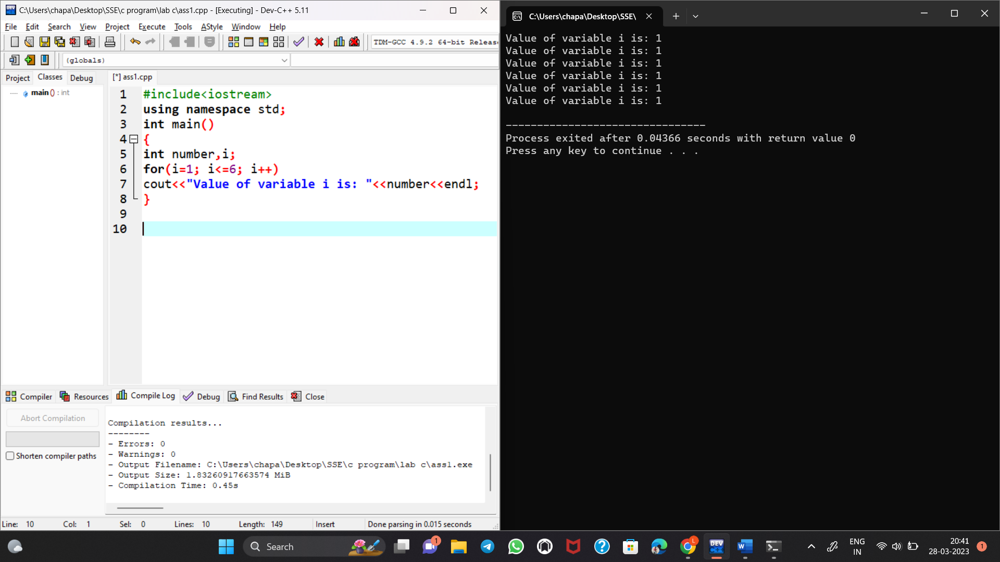 C:\Users\chapa\Desktop\SSE\c program\lab c\ass1.cpp - [Executing] - Dev-C++ 5.11
File Edit Search View Project Execute Tools AStyle Window Help
TDM-GCC 4.9.2 64-bit Releas
(globals)
Project Classes Debug
main () : int
[*] ass1.cpp
1 #include<iostream>
2 using namespace std;
3 int main()
4 {
5 int number,i;
6 for(i=1; i<=6; i++)
7 cout<<"Value of variable i is: "<<number<<endl;
8 }
9
10
Compiler Resources Compile Log Debug Find Results Close
Abort Compilation
Shorten compiler paths
Compilation results...
--------
- Errors: 0
- Warnings: 0
- Output Filename: C:\Users\chapa\Desktop\SSE\c program\lab c\ass1.exe
- Output Size: 1.83260917663574 MiB
- Compilation Time: 0.45s
Line: 10 Col: 1 Sel: 0 Lines: 10 Length: 149 Insert Done parsing in 0.015 seconds
C:\Users\chapa\Desktop\SSE\
Value of variable i is: 1
Value of variable i is: 1
Value of variable i is: 1
Value of variable i is: 1
Value of variable i is: 1
Value of variable i is: 1
--------------------------------
Process exited after 0.04366 seconds with return value 0
Press any key to continue . . .
Search
1
L
DEV
C++
W
ENG
IN
20:41
28-03-2023
1